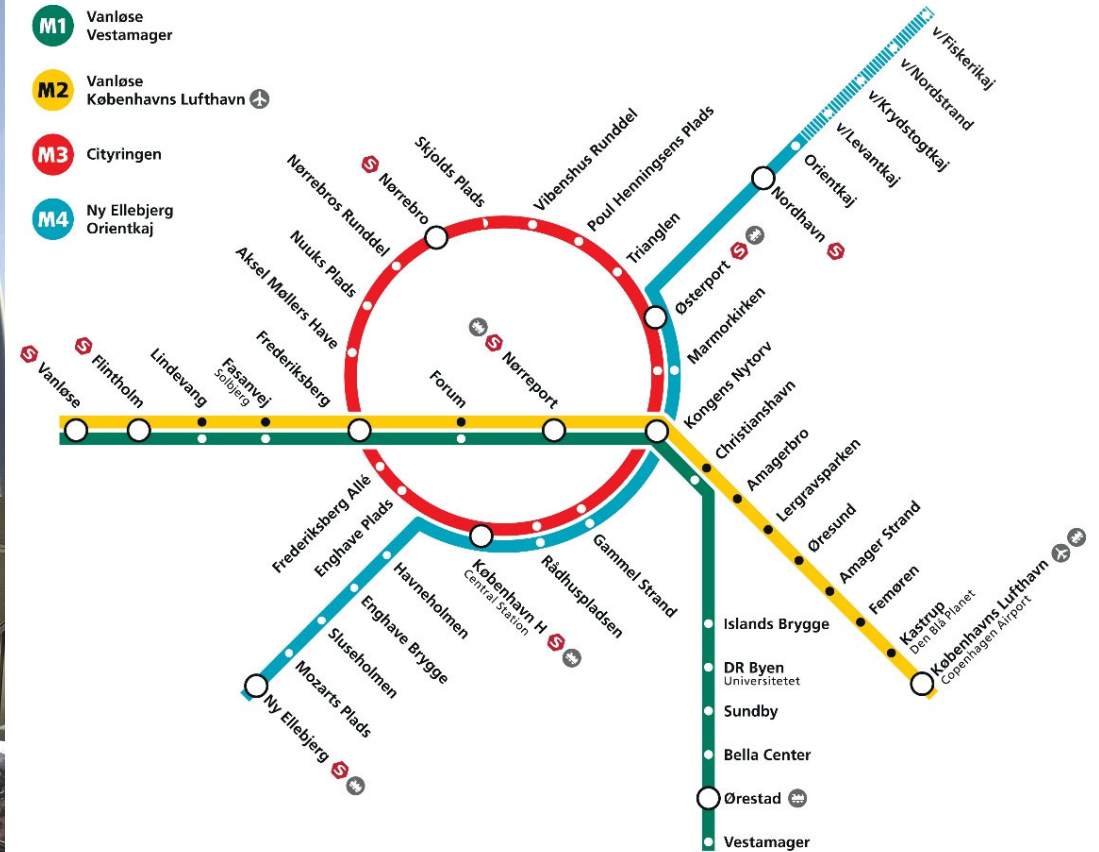 M1 Vanløse
Vestamager
M2 Vanløse
Københavns Lufthavn
M3 Cityringen
M4 Ny Ellebjerg
Orientkaj
v/Fiskerikaj
v/Nordstrand
v/Krydstogtkaj
v/Levantkaj
Orientkaj
Nordhavn S
Østerport S
Marmorkirken
Kongens Nytorv
Trianglen
Poul Henningsens Plads
Vibenshus Runddel
Skjolds Plads
S Nørrebro
Nørrebros Runddel
Nuuks Plads
Aksel Møllers Have
Frederiksberg
Fasanvej
Solbjerg
Lindevang
S Flintholm
S Vanløse
Forum
S Nørreport
Christianshavn
Amagerbro
Lergravsparken
Øresund
Amager Strand
Femøren
Kastrup
Den Blå Planet
Københavns Lufthavn
Copenhagen Airport
Frederiksberg Allé
Enghave Plads
København H S
Central Station
Rådhuspladsen
Gammel Strand
Havneholmen
Enghave Brygge
Sluseholmen
Mozarts Plads
Ny Ellebjerg S
Islands Brygge
DR Byen
Universitetet
Sundby
Bella Center
Ørestad
Vestamager